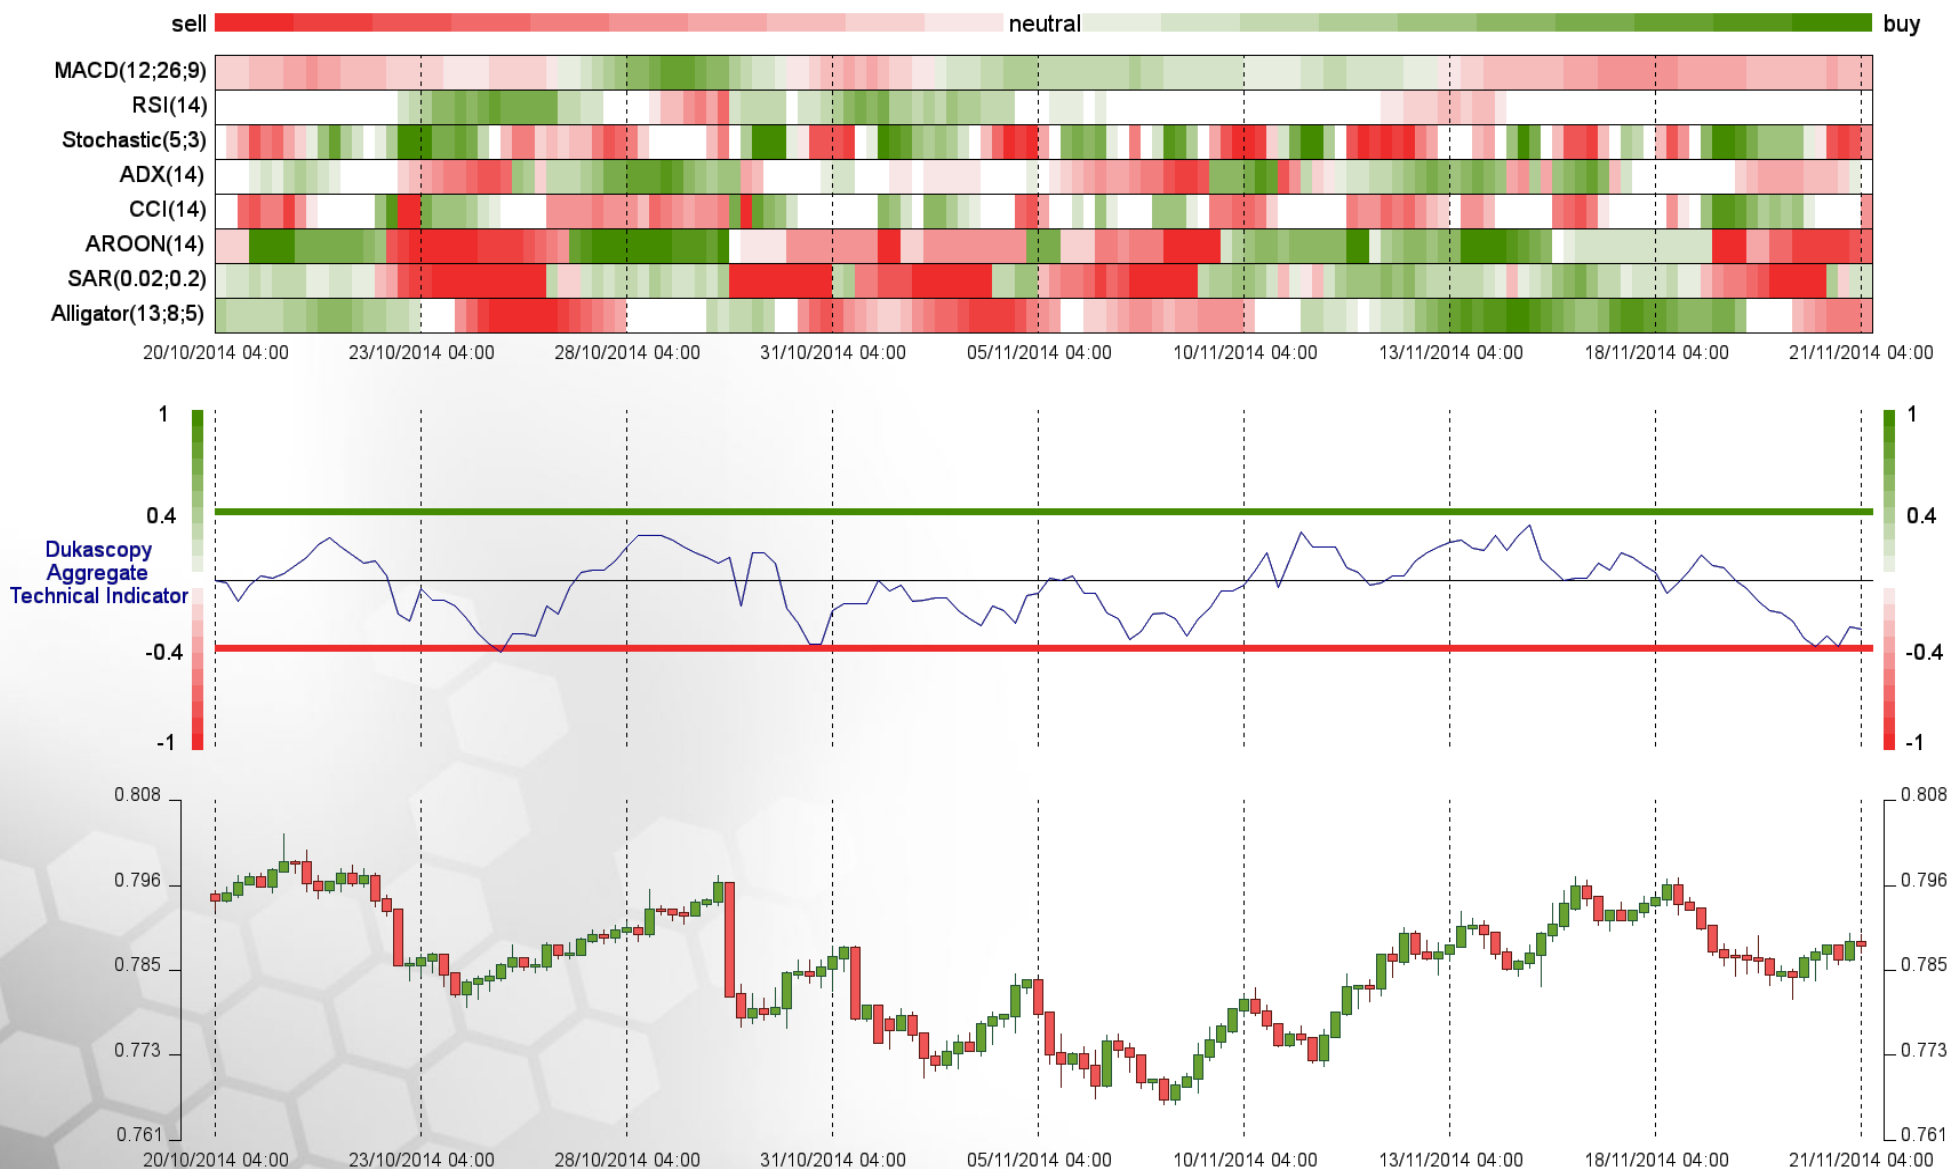 sell neutral buy
MACD(12;26;9)
RSI(14)
Stochastic(5;3)
ADX(14)
CCI(14)
AROON(14)
SAR(0.02;0.2)
Alligator(13;8;5)
20/10/2014 04:00 23/10/2014 04:00 28/10/2014 04:00 31/10/2014 04:00 05/11/2014 04:00 10/11/2014 04:00 13/11/2014 04:00 18/11/2014 04:00 21/11/2014 04:00
1 1
0.4 0.4
Dukascopy
Aggregate
Technical Indicator
-0.4 -0.4
-1 -1
0.808 0.808
0.796 0.796
0.785 0.785
0.773 0.773
0.761 0.761
20/10/2014 04:00 23/10/2014 04:00 28/10/2014 04:00 31/10/2014 04:00 05/11/2014 04:00 10/11/2014 04:00 13/11/2014 04:00 18/11/2014 04:00 21/11/2014 04:00